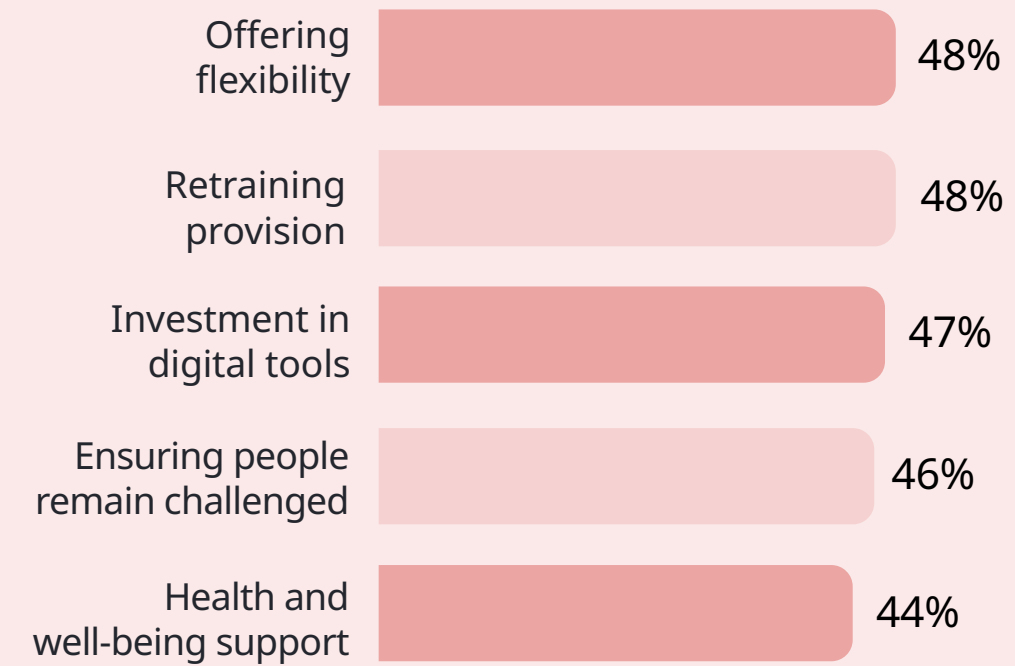 Offering
flexibility
48%
Retraining
provision
48%
Investment in
digital tools
47%
Ensuring people
remain challenged
46%
Health and
well-being support
44%